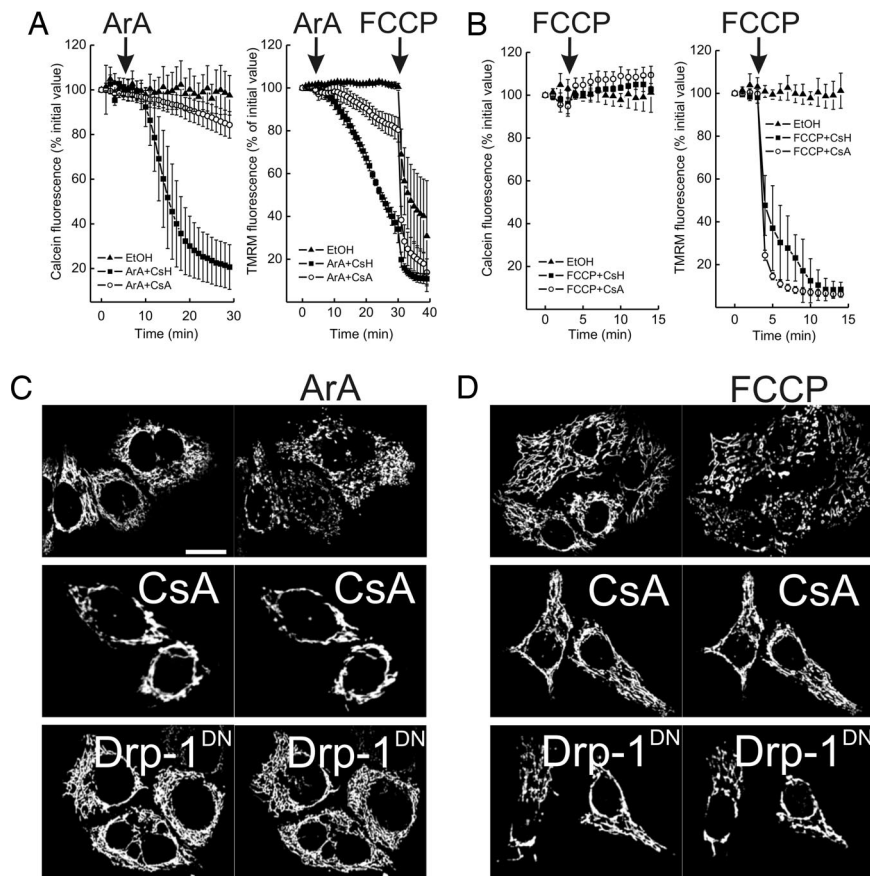 A
ArA
Calcein fluorescence (% initial value)
120
100
80
60
40
20
EtOH
ArA+CsH
ArA+CsA
0 10 20 30
Time (min)
ArA FCCP
TMRM fluorescence (% of initial value)
120
100
80
60
40
20
EtOH
ArA+CsH
ArA+CsA
0 10 20 30 40
Time (min)
B
FCCP
Calcein fluorescence (% initial value)
120
100
80
60
40
20
EtOH
FCCP+CsH
FCCP+CsA
0 5 10 15
Time (min)
FCCP
TMRM fluorescence (% initial value)
120
100
80
60
40
20
EtOH
FCCP+CsH
FCCP+CsA
0 5 10 15
Time (min)
C
ArA
CsA CsA
Drp-1DN Drp-1DN
D
FCCP
CsA CsA
Drp-1DN Drp-1DN